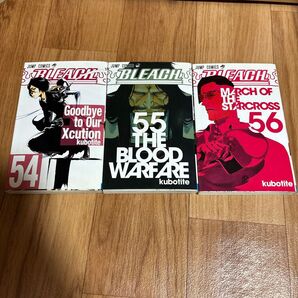 JUMP COMICS
BLEACH
Goodbye
to Our
Xcution
kubotite
54
JUMP COMICS
BLEACH
55
THE
BLOOD
WARFARE
kubotite
JUMP COMICS
BLEACH
MARCH OF
THE
STARCROSS
56
kubotite